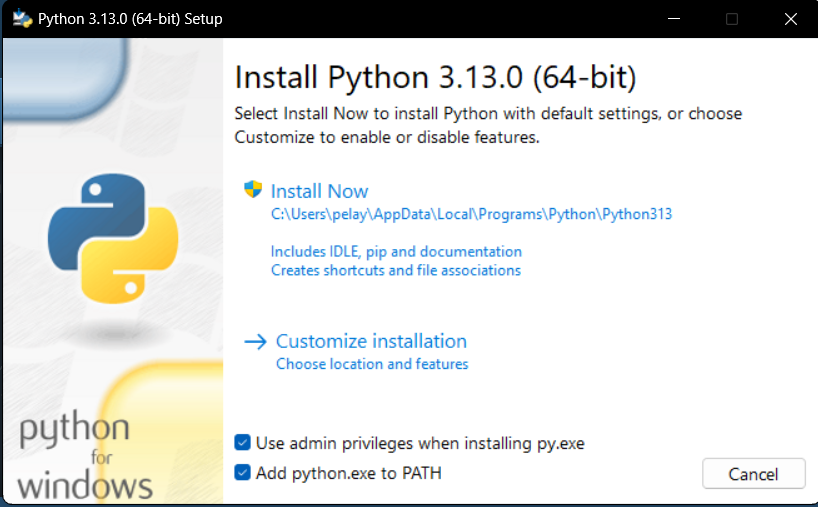 Python 3.13.0 (64-bit) Setup
Install Python 3.13.0 (64-bit)
Select Install Now to install Python with default settings, or choose
Customize to enable or disable features.
Install Now
C:\Users\pelay\AppData\Local\Programs\Python\Python313
Includes IDLE, pip and documentation
Creates shortcuts and file associations
Customize installation
Choose location and features
Use admin privileges when installing py.exe
Add python.exe to PATH
Cancel
python
for
windows